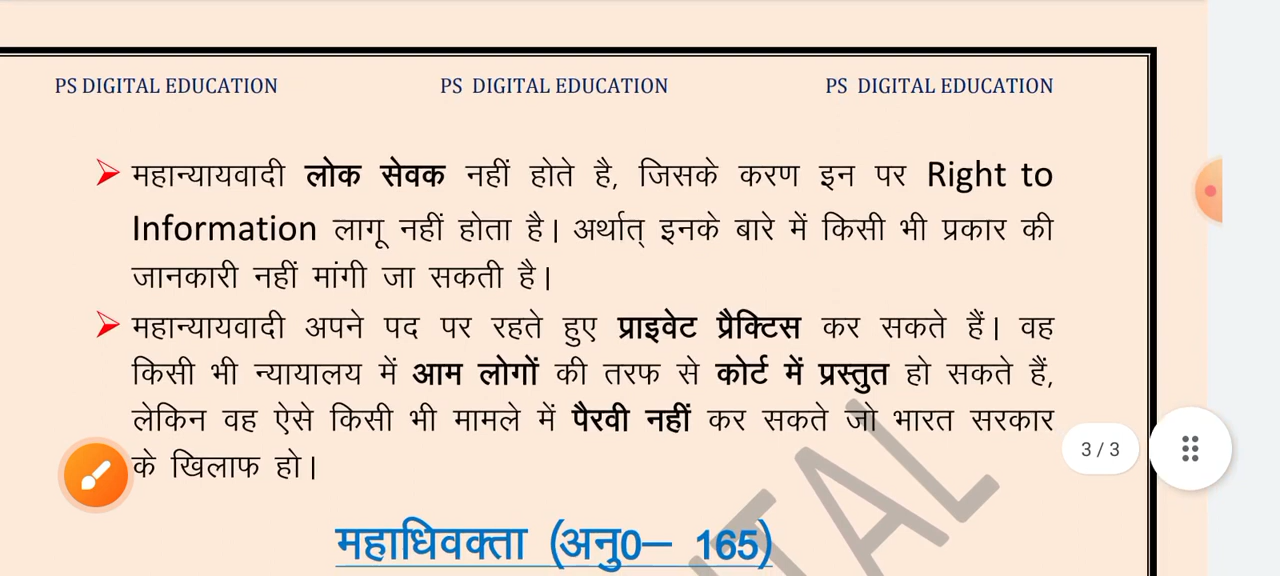 PS DIGITAL EDUCATION PS DIGITAL EDUCATION PS DIGITAL EDUCATION
➢ महान्यायवादी लोक सेवक नहीं होते है, जिसके करण इन पर Right to
Information लागू नहीं होता है। अर्थात् इनके बारे में किसी भी प्रकार की
जानकारी नहीं मांगी जा सकती है।
➢ महान्यायवादी अपने पद पर रहते हुए प्राइवेट प्रैक्टिस कर सकते हैं। वह
किसी भी न्यायालय में आम लोगों की तरफ से कोर्ट में प्रस्तुत हो सकते हैं,
लेकिन वह ऐसे किसी भी मामले में पैरवी नहीं कर सकते जो भारत सरकार
के खिलाफ हो।
3 / 3
महाधिवक्ता (अनु0– 165)